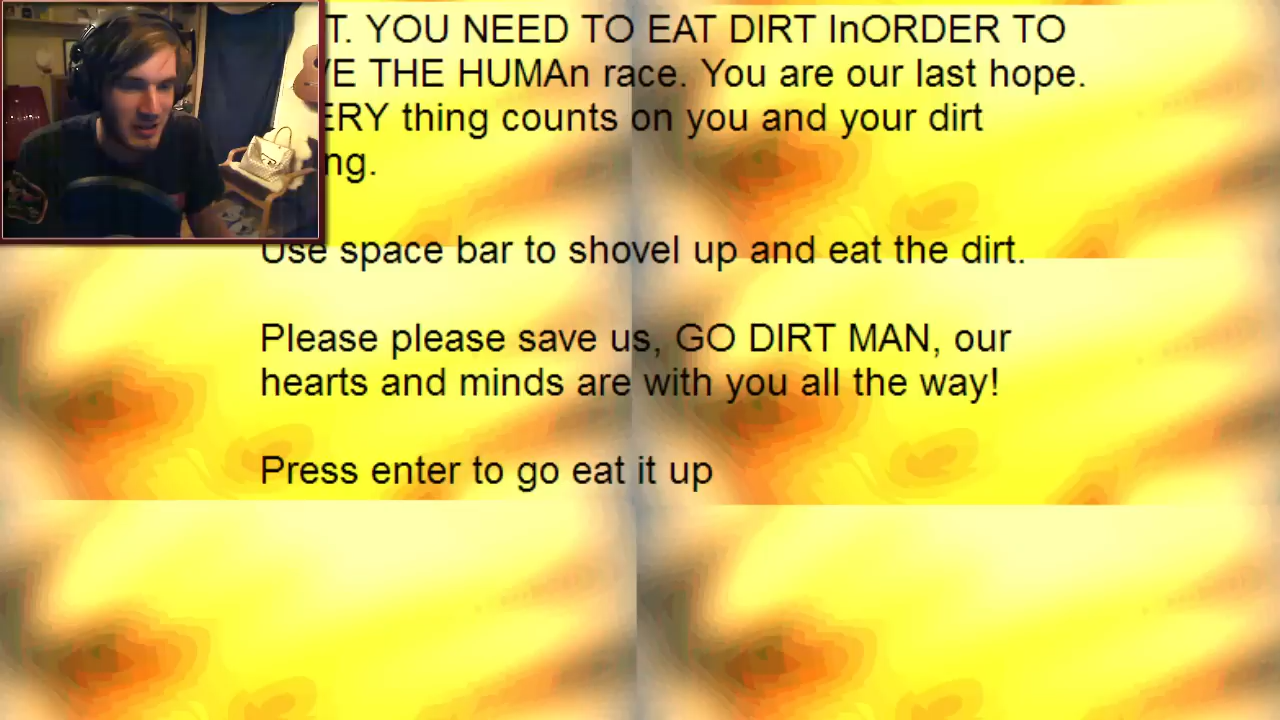 T. YOU NEED TO EAT DIRT InORDER TO
THE HUMAn race. You are our last hope.
thing counts on you and your dirt
Use space bar to shovel up and eat the dirt.
Please please save us, GO DIRT MAN, our
hearts and minds are with you all the way!
Press enter to go eat it up